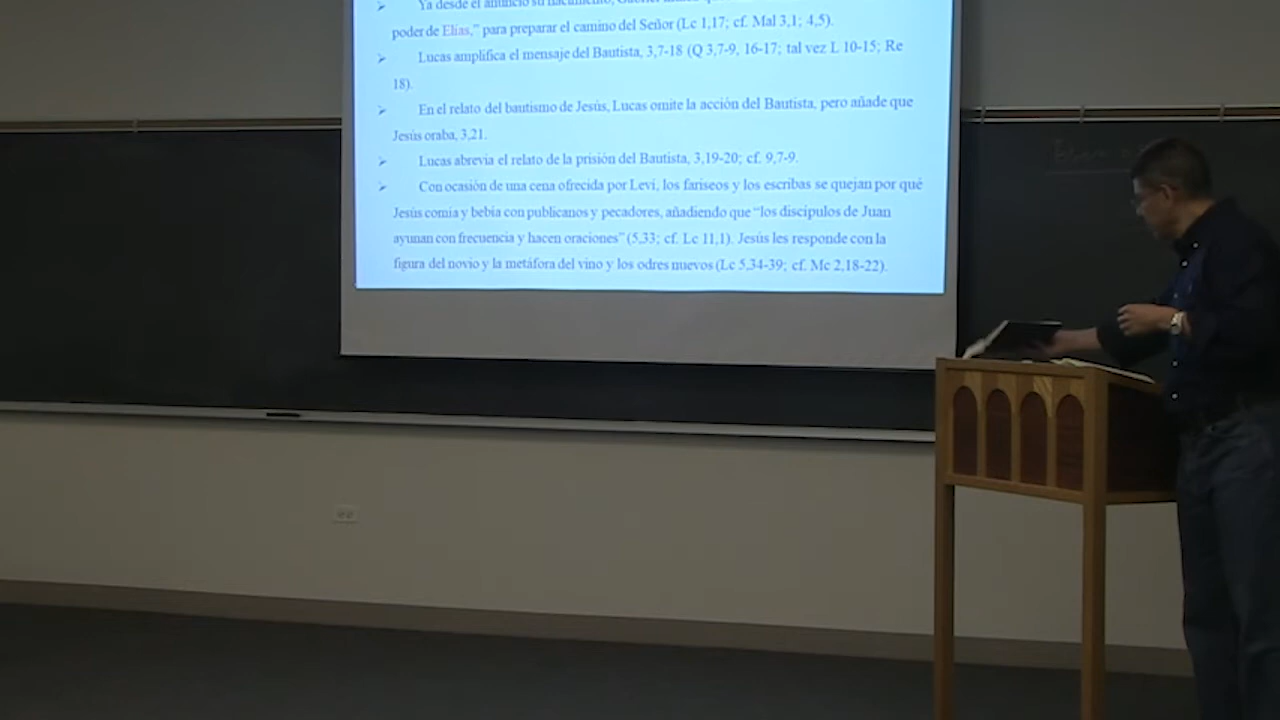 ➢ Ya desde el anuncio su nacimiento, Gabriel
poder de Elías," para preparar el camino del Señor (Lc 1,17; cf. Mal 3,1; 4,5).
➢ Lucas amplifica el mensaje del Bautista, 3,7-18 (Q 3,7-9, 16-17; tal vez L 10-15; Re
18).
➢ En el relato del bautismo de Jesús, Lucas omite la acción del Bautista, pero añade que
Jesús oraba, 3,21.
➢ Lucas abrevia el relato de la prisión del Bautista, 3,19-20; cf. 9,7-9.
➢ Con ocasión de una cena ofrecida por Leví, los fariseos y los escribas se quejan por qué
Jesús comía y bebía con publicanos y pecadores, añadiendo que “los discípulos de Juan
ayunan con frecuencia y hacen oraciones” (5,33; cf. Lc 11,1). Jesús les responde con la
figura del novio y la metáfora del vino y los odres nuevos (Lc 5,34-39; cf. Mc 2,18-22).